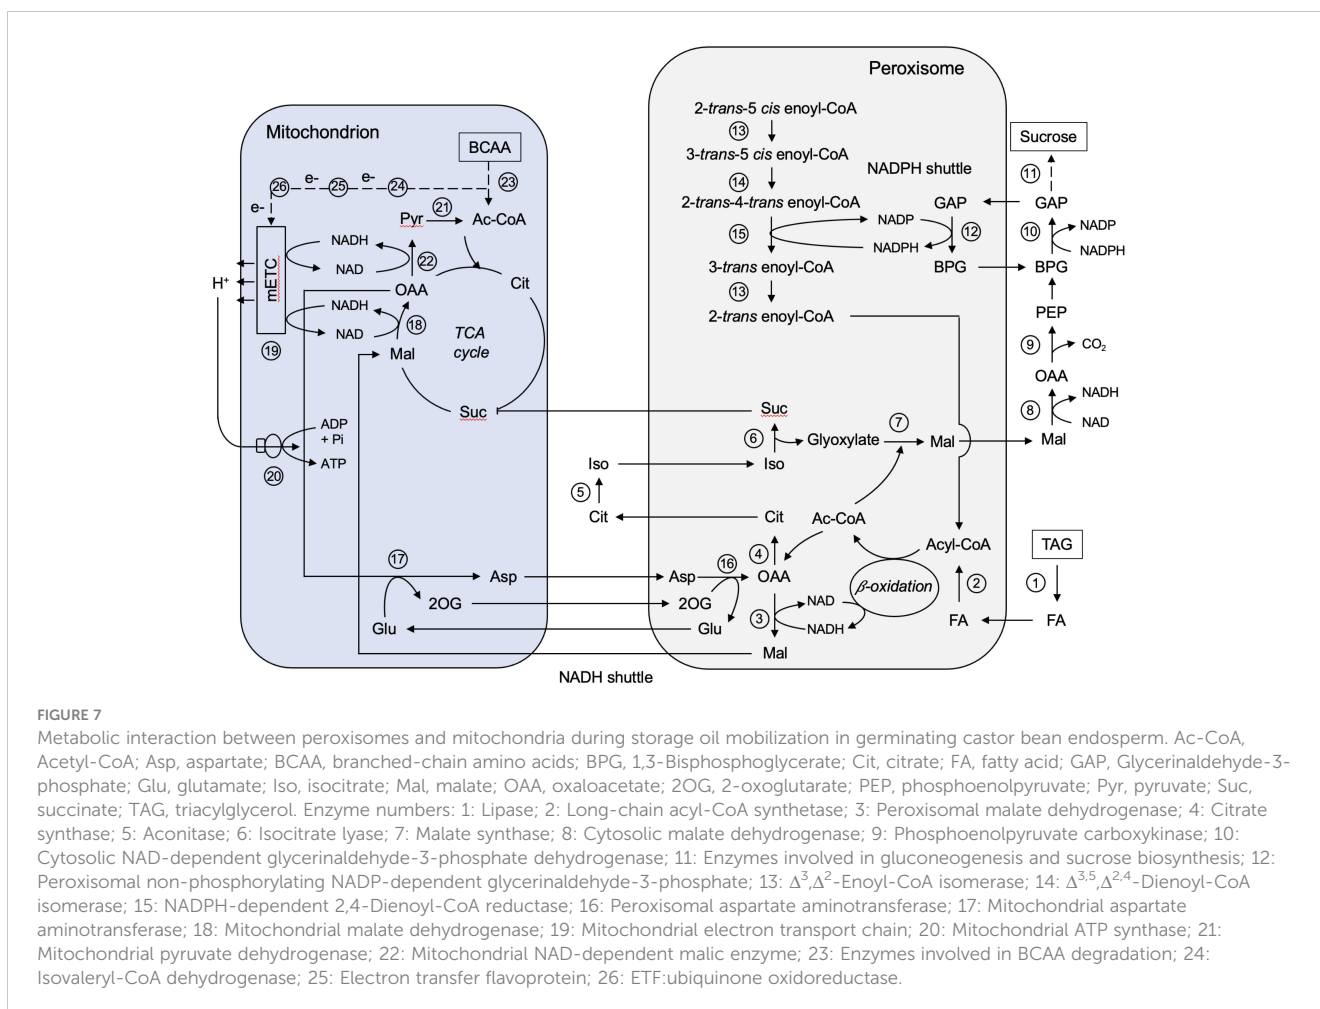 Peroxisome
2-trans-5 cis enoyl-CoA
13
3-trans-5 cis enoyl-CoA
14
NADPH shuttle
2-trans-4-trans enoyl-CoA
15
NADP
NADPH
GAP
12
BPG
3-trans enoyl-CoA
13
2-trans enoyl-CoA
Sucrose
11
GAP
10
NADP
NADPH
BPG
PEP
9
CO2
OAA
8
NADH
NAD
Mal
Mitochondrion
BCAA
23
26
e-
25
e-
24
e-
Pyr
21
Ac-CoA
mETC
19
NADH
NAD
22
OAA
NADH
NAD
18
Mal
Cit
TCA
cycle
Suc
H+
20
ADP
+ Pi
ATP
Suc
6
Glyoxylate
7
Mal
Iso
Iso
5
Cit
Cit
Ac-CoA
4
Acyl-CoA
TAG
1
FA
FA
2
β-oxidation
17
Asp
Asp
16
OAA
2OG
2OG
3
NAD
NADH
Glu
Glu
Mal
NADH shuttle
FIGURE 7
Metabolic interaction between peroxisomes and mitochondria during storage oil mobilization in germinating castor bean endosperm. Ac-CoA,
Acetyl-CoA; Asp, aspartate; BCAA, branched-chain amino acids; BPG, 1,3-Bisphosphoglycerate; Cit, citrate; FA, fatty acid; GAP, Glycerinaldehyde-3-
phosphate; Glu, glutamate; Iso, isocitrate; Mal, malate; OAA, oxaloacetate; 2OG, 2-oxoglutarate; PEP, phosphoenolpyruvate; Pyr, pyruvate; Suc,
succinate; TAG, triacylglycerol. Enzyme numbers: 1: Lipase; 2: Long-chain acyl-CoA synthetase; 3: Peroxisomal malate dehydrogenase; 4: Citrate
synthase; 5: Aconitase; 6: Isocitrate lyase; 7: Malate synthase; 8: Cytosolic malate dehydrogenase; 9: Phosphoenolpyruvate carboxykinase; 10:
Cytosolic NAD-dependent glycerinaldehyde-3-phosphate dehydrogenase; 11: Enzymes involved in gluconeogenesis and sucrose biosynthesis; 12:
Peroxisomal non-phosphorylating NADP-dependent glycerinaldehyde-3-phosphate; 13: Δ3,Δ2-Enoyl-CoA isomerase; 14: Δ3,5,Δ2,4-Dienoyl-CoA
isomerase; 15: NADPH-dependent 2,4-Dienoyl-CoA reductase; 16: Peroxisomal aspartate aminotransferase; 17: Mitochondrial aspartate
aminotransferase; 18: Mitochondrial malate dehydrogenase; 19: Mitochondrial electron transport chain; 20: Mitochondrial ATP synthase; 21:
Mitochondrial pyruvate dehydrogenase; 22: Mitochondrial NAD-dependent malic enzyme; 23: Enzymes involved in BCAA degradation; 24:
Isovaleryl-CoA dehydrogenase; 25: Electron transfer flavoprotein; 26: ETF:ubiquinone oxidoreductase.